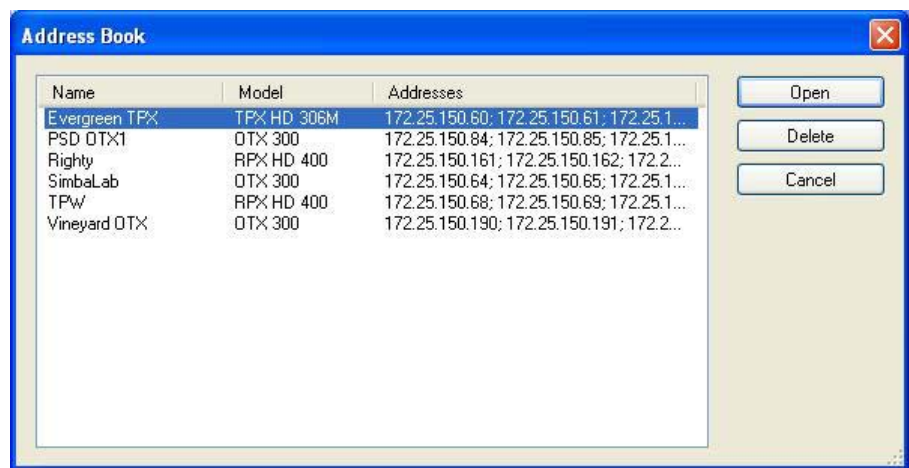 Address Book
Name Model Addresses
Evergreen TPX TPX HD 306M 172.25.150.60; 172.25.150.61; 172.25.1...
PSD OTX1 OTX 300 172.25.150.84; 172.25.150.85; 172.25.1...
Righty RPX HD 400 172.25.150.161; 172.25.150.162; 172.2...
SimbaLab OTX 300 172.25.150.64; 172.25.150.65; 172.25.1...
TPW RPX HD 400 172.25.150.68; 172.25.150.69; 172.25.1...
Vineyard OTX OTX 300 172.25.150.190; 172.25.150.191; 172.2...
Open
Delete
Cancel